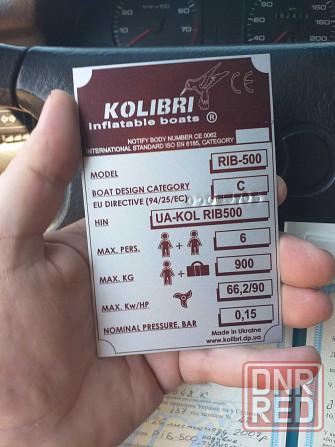 KOLIBRI
Inflatable boats ®
CE
NOTIFY BODY NUMBER CE 0062
INTERNATIONAL STANDARD ISO EN 6185, CATEGORY
MODEL RIB-500
BOAT DESIGN CATEGORY C
EU DIRECTIVE (94/25/EC)
HIN UA-KOL RIB500
MAX. PERS. + 6
MAX. KG + 900
MAX. Kw/HP 66,2/90
NOMINAL PRESSURE, BAR 0,15
Made in Ukraine
www.kolibri.dp.ua
DNR
RED
RIB-500